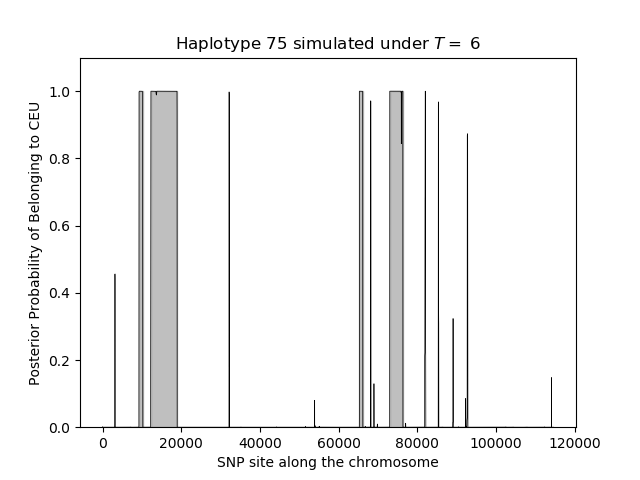 Haplotype 75 simulated under T = 6
Posterior Probability of Belonging to CEU
1.0
0.8
0.6
0.4
0.2
0.0
0 20000 40000 60000 80000 100000 120000
SNP site along the chromosome